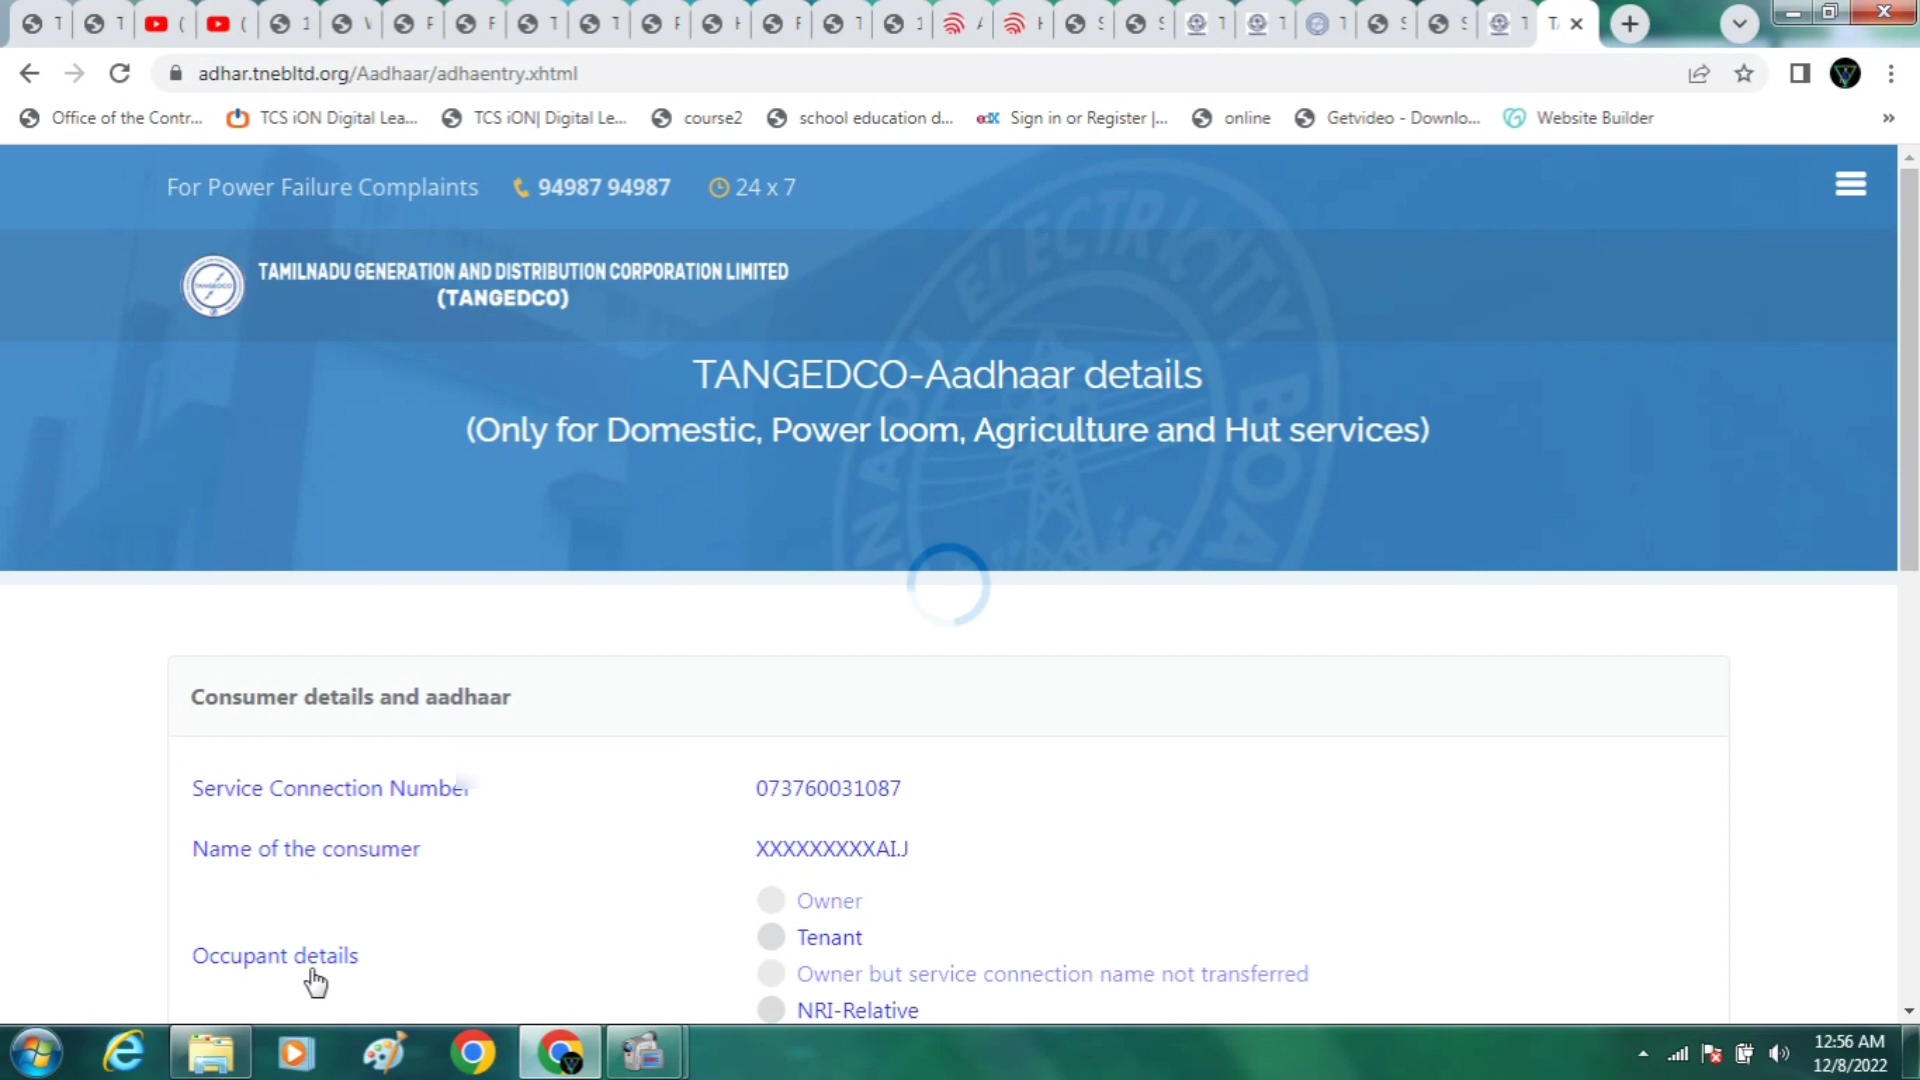 T T ( ( 1 V F F T T F H F T 1 A H S S T T T S S T T/
adhar.tnebltd.org/Aadhaar/adhaentry.xhtml
Office of the Contr... TCS iON Digital Lea... TCS iON| Digital Le... course2 school education d... edX Sign in or Register |... online Getvideo - Downlo... Website Builder »
For Power Failure Complaints 94987 94987 24 x 7
TAMILNADU GENERATION AND DISTRIBUTION CORPORATION LIMITED
(TANGEDCO)
TANGEDCO-Aadhaar details
(Only for Domestic, Power loom, Agriculture and Hut services)
Consumer details and aadhaar
Service Connection Number 073760031087
Name of the consumer XXXXXXXXXAI.J
Owner
Tenant
Occupant details
Owner but service connection name not transferred
NRI-Relative
12:56 AM
12/8/2022